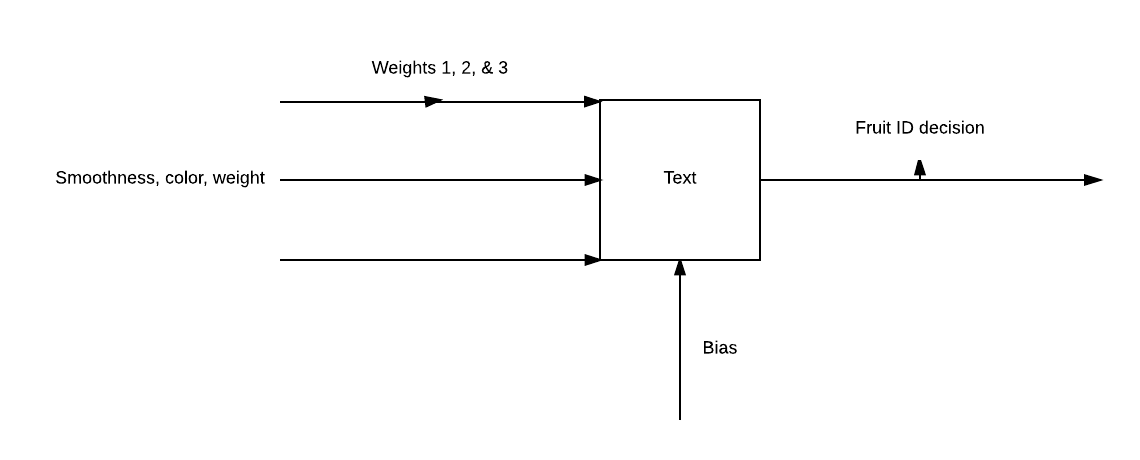 Weights 1, 2, & 3
Fruit ID decision
Smoothness, color, weight
Text
Bias